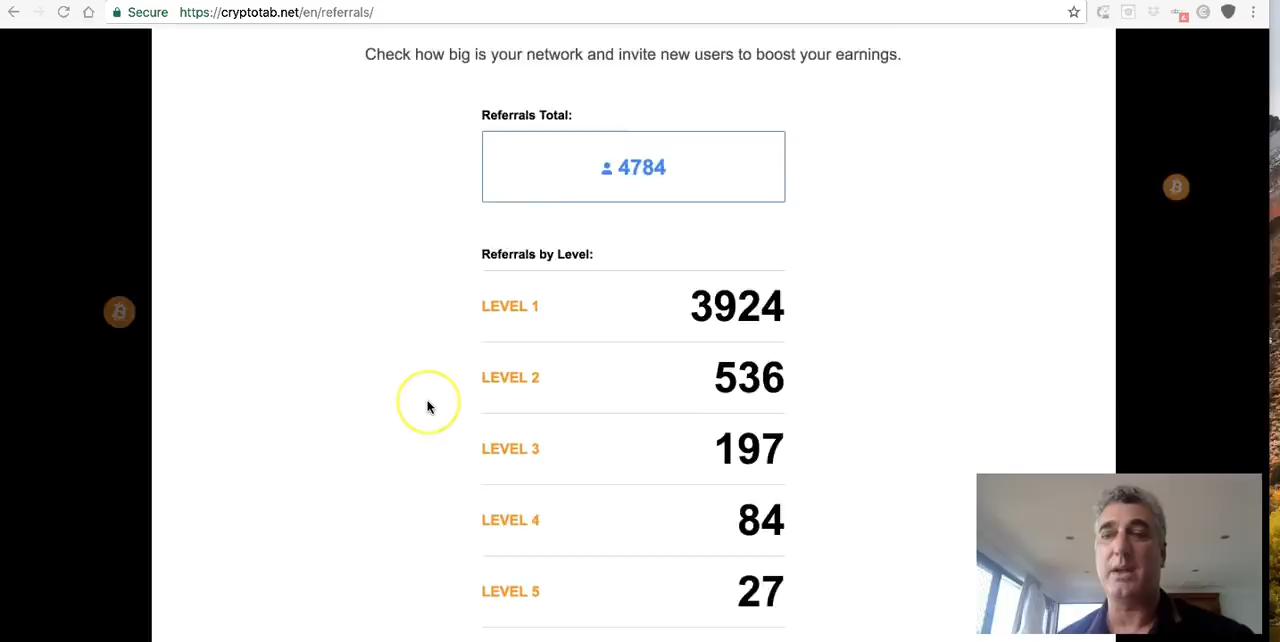 Secure https://cryptotab.net/en/referrals/
Check how big is your network and invite new users to boost your earnings.
Referrals Total:
4784
Referrals by Level:
LEVEL 1 3924
LEVEL 2 536
LEVEL 3 197
LEVEL 4 84
LEVEL 5 27